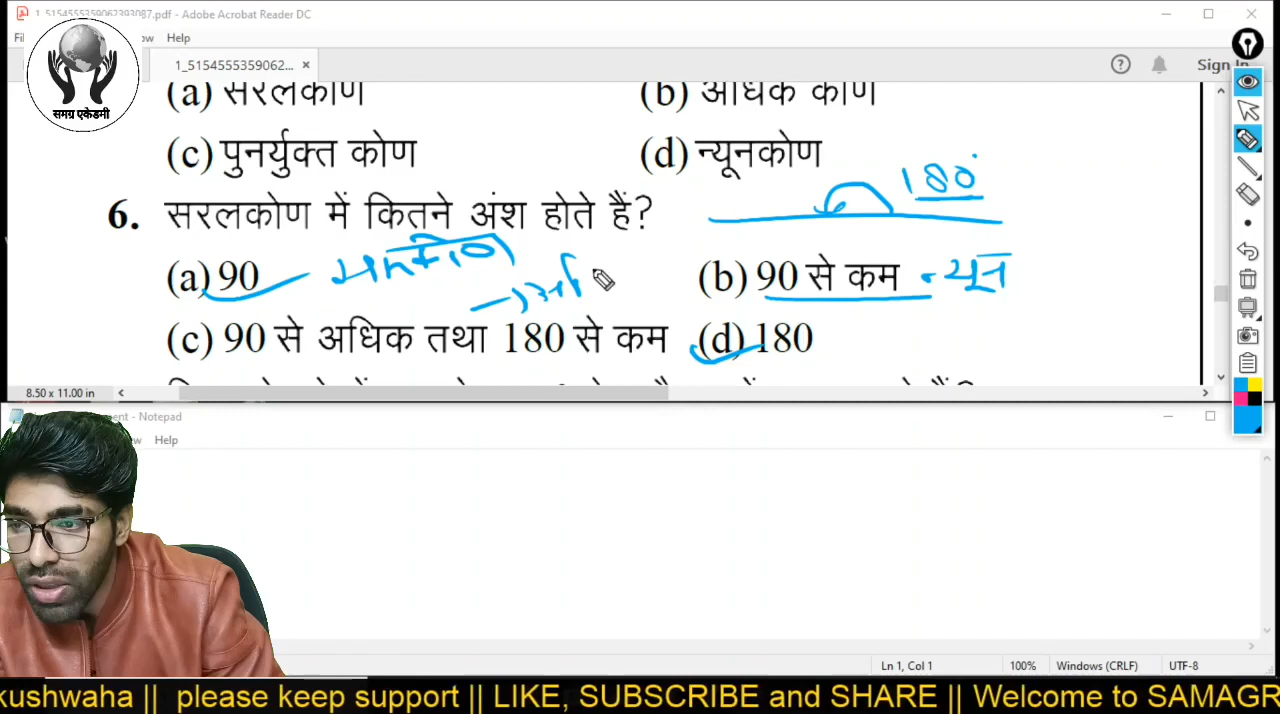 1_5154555359062393087.pdf - Adobe Acrobat Reader DC
Help
1_5154555359062... ×
Sign In
समग्र एकेडमी
(a) सरलकोण (b) अधिक कोण
(c) पुनर्युक्त कोण (d) न्यूनकोण
180°
6. सरलकोण में कितने अंश होते हैं?
(a) 90 (b) 90 से कम न्यून
(c) 90 से अधिक तथा 180 से कम (d) 180
8.50 x 11.00 in
- Notepad
Help
Ln 1, Col 1 100% Windows (CRLF) UTF-8
kushwaha || please keep support || LIKE, SUBSCRIBE and SHARE || Welcome to SAMAGR